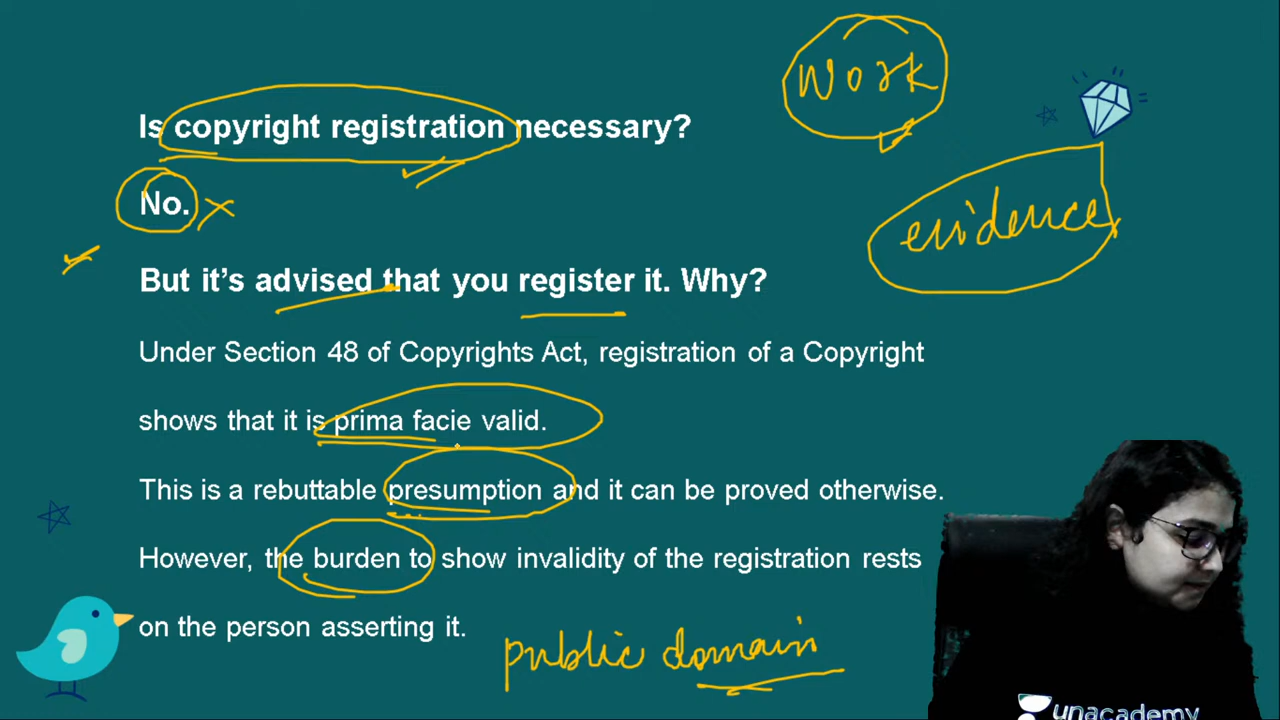 work
Is copyright registration necessary?
No.
evidence
But it's advised that you register it. Why?
Under Section 48 of Copyrights Act, registration of a Copyright
shows that it is prima facie valid.
This is a rebuttable presumption and it can be proved otherwise.
However, the burden to show invalidity of the registration rests
on the person asserting it.
public domain
unacademy